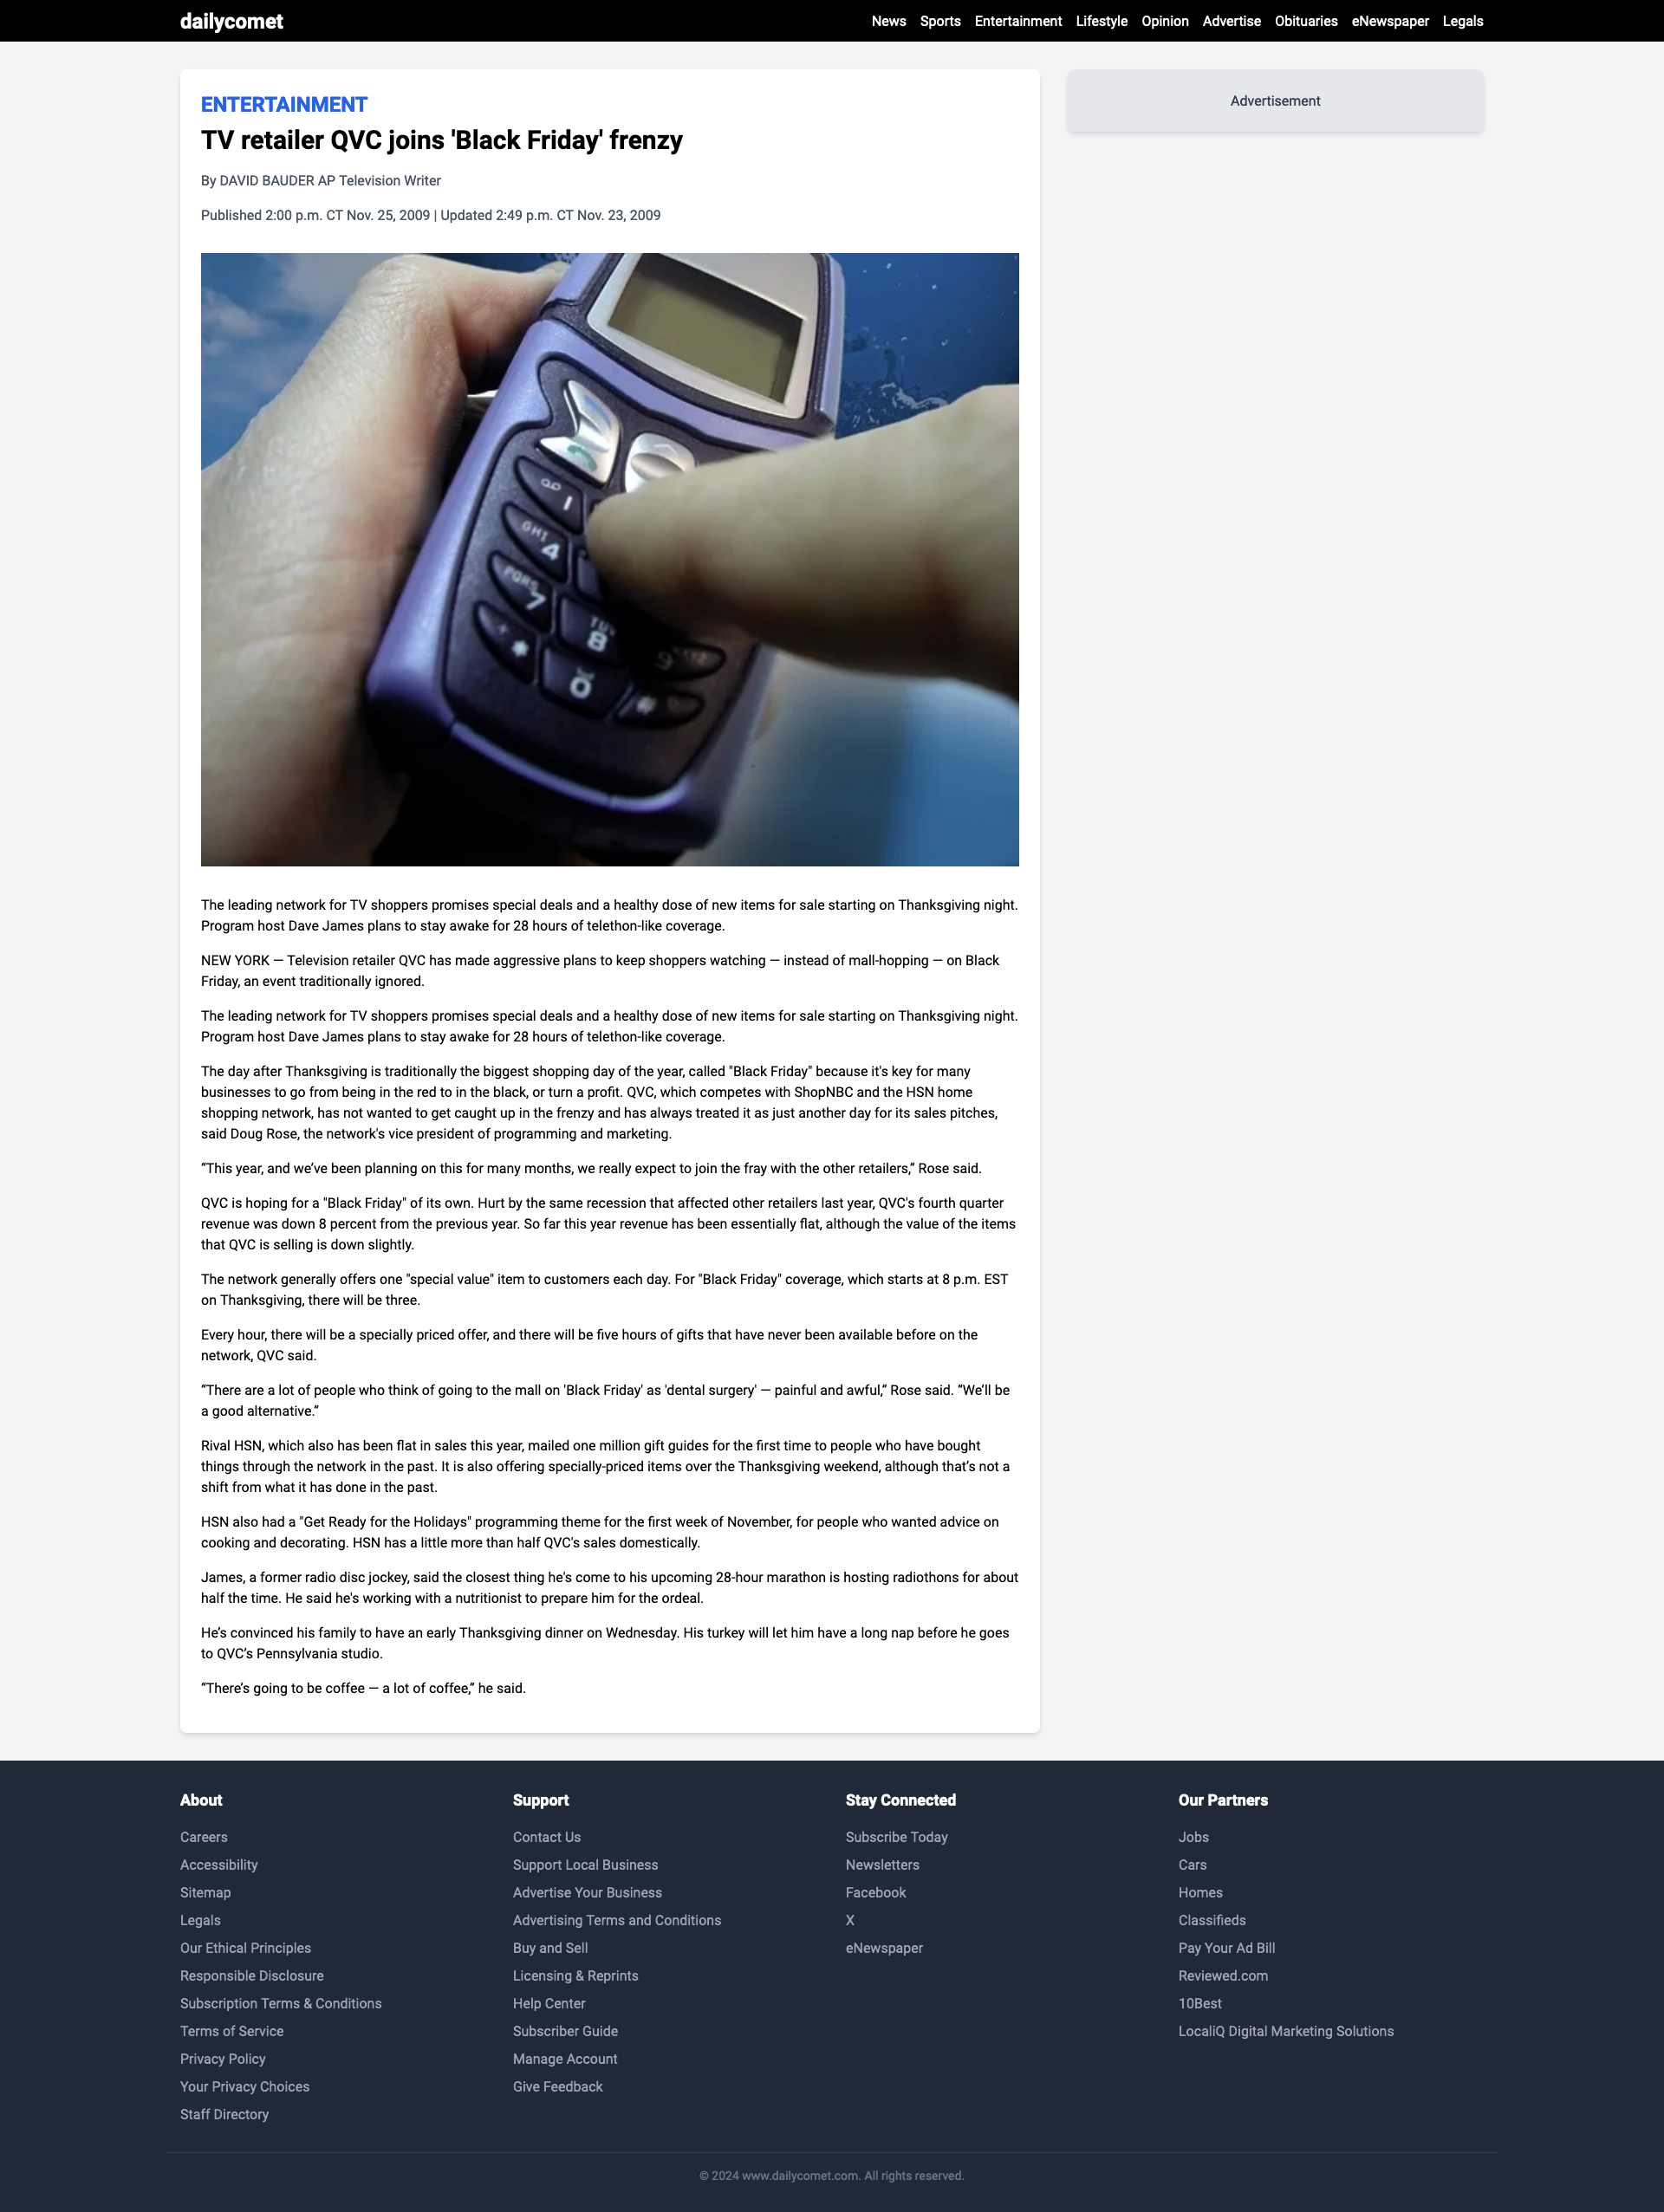 dailycomet
News Sports Entertainment Lifestyle Opinion Advertise Obituaries eNewspaper Legals
ENTERTAINMENT
TV retailer QVC joins 'Black Friday' frenzy
By DAVID BAUDER AP Television Writer
Published 2:00 p.m. CT Nov. 25, 2009 | Updated 2:49 p.m. CT Nov. 23, 2009
Advertisement
1
GHI 4
PQRS 7
TUV 8
9
*
0
#
The leading network for TV shoppers promises special deals and a healthy dose of new items for sale starting on Thanksgiving night.
Program host Dave James plans to stay awake for 28 hours of telethon-like coverage.
NEW YORK — Television retailer QVC has made aggressive plans to keep shoppers watching — instead of mall-hopping — on Black
Friday, an event traditionally ignored.
The leading network for TV shoppers promises special deals and a healthy dose of new items for sale starting on Thanksgiving night.
Program host Dave James plans to stay awake for 28 hours of telethon-like coverage.
The day after Thanksgiving is traditionally the biggest shopping day of the year, called "Black Friday" because it's key for many
businesses to go from being in the red to in the black, or turn a profit. QVC, which competes with ShopNBC and the HSN home
shopping network, has not wanted to get caught up in the frenzy and has always treated it as just another day for its sales pitches,
said Doug Rose, the network's vice president of programming and marketing.
“This year, and we’ve been planning on this for many months, we really expect to join the fray with the other retailers,” Rose said.
QVC is hoping for a "Black Friday" of its own. Hurt by the same recession that affected other retailers last year, QVC's fourth quarter
revenue was down 8 percent from the previous year. So far this year revenue has been essentially flat, although the value of the items
that QVC is selling is down slightly.
The network generally offers one "special value" item to customers each day. For "Black Friday" coverage, which starts at 8 p.m. EST
on Thanksgiving, there will be three.
Every hour, there will be a specially priced offer, and there will be five hours of gifts that have never been available before on the
network, QVC said.
“There are a lot of people who think of going to the mall on 'Black Friday' as 'dental surgery' — painful and awful,” Rose said. “We’ll be
a good alternative.”
Rival HSN, which also has been flat in sales this year, mailed one million gift guides for the first time to people who have bought
things through the network in the past. It is also offering specially-priced items over the Thanksgiving weekend, although that’s not a
shift from what it has done in the past.
HSN also had a "Get Ready for the Holidays" programming theme for the first week of November, for people who wanted advice on
cooking and decorating. HSN has a little more than half QVC's sales domestically.
James, a former radio disc jockey, said the closest thing he's come to his upcoming 28-hour marathon is hosting radiothons for about
half the time. He said he's working with a nutritionist to prepare him for the ordeal.
He’s convinced his family to have an early Thanksgiving dinner on Wednesday. His turkey will let him have a long nap before he goes
to QVC’s Pennsylvania studio.
“There’s going to be coffee — a lot of coffee,” he said.
About
Careers
Accessibility
Sitemap
Legals
Our Ethical Principles
Responsible Disclosure
Subscription Terms & Conditions
Terms of Service
Privacy Policy
Your Privacy Choices
Staff Directory
Support
Contact Us
Support Local Business
Advertise Your Business
Advertising Terms and Conditions
Buy and Sell
Licensing & Reprints
Help Center
Subscriber Guide
Manage Account
Give Feedback
Stay Connected
Subscribe Today
Newsletters
Facebook
X
eNewspaper
Our Partners
Jobs
Cars
Homes
Classifieds
Pay Your Ad Bill
Reviewed.com
10Best
LocaliQ Digital Marketing Solutions
© 2024 www.dailycomet.com. All rights reserved.